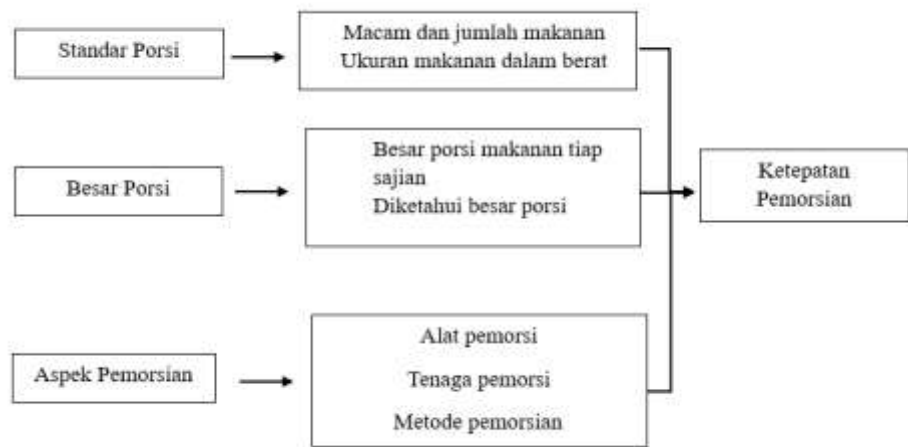 Standar Porsi
Macam dan jumlah makanan
Ukuran makanan dalam berat
Besar Porsi
Besar porsi makanan tiap
sajian
Diketahui besar porsi
Ketepatan
Pemorsian
Aspek Pemorsian
Alat pemorsi
Tenaga pemorsi
Metode pemorsian